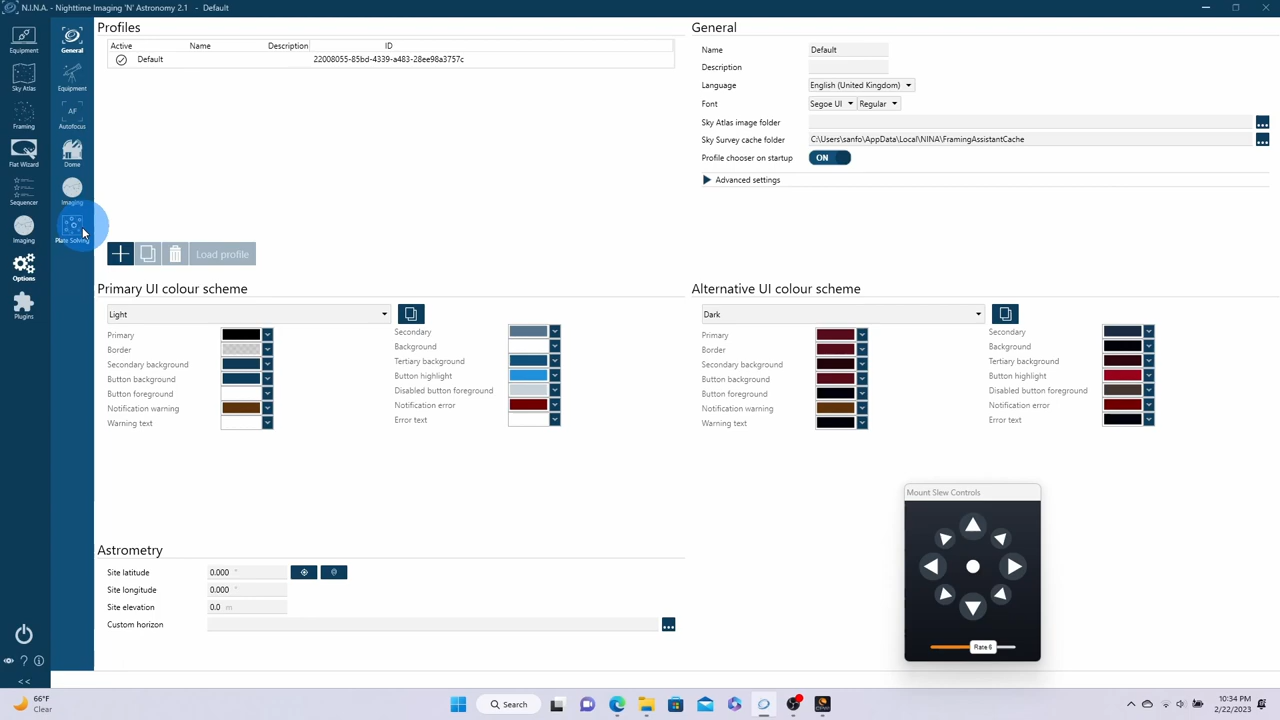 N.I.N.A. - Nighttime Imaging 'N' Astronomy 2.1 - Default
Equipment
Sky Atlas
Framing
Flat Wizard
Sequencer
Imaging
Options
Plugins
General
Equipment
AF
Autofocus
Dome
Imaging
Plate Solving
Profiles
Active Name Description ID
Default 22008055-85bd-4339-a483-28ee98a3757c
Load profile
General
Name Default
Description
Language English (United Kingdom)
Font Segoe UI Regular
Sky Atlas image folder
Sky Survey cache folder C:\Users\sanfo\AppData\Local\NINA\FramingAssistantCache
Profile chooser on startup ON
Advanced settings
Primary UI colour scheme
Light
Primary
Border
Secondary background
Button background
Button foreground
Notification warning
Warning text
Secondary
Background
Tertiary background
Button highlight
Disabled button foreground
Notification error
Error text
Alternative UI colour scheme
Dark
Primary
Border
Secondary background
Button background
Button foreground
Notification warning
Warning text
Secondary
Background
Tertiary background
Button highlight
Disabled button foreground
Notification error
Error text
Astrometry
Site latitude 0.000 °
Site longitude 0.000 °
Site elevation 0.0 m
Custom horizon
Mount Slew Controls
Rate 6
<<
66°F
Clear
Search
10:34 PM
2/22/2023